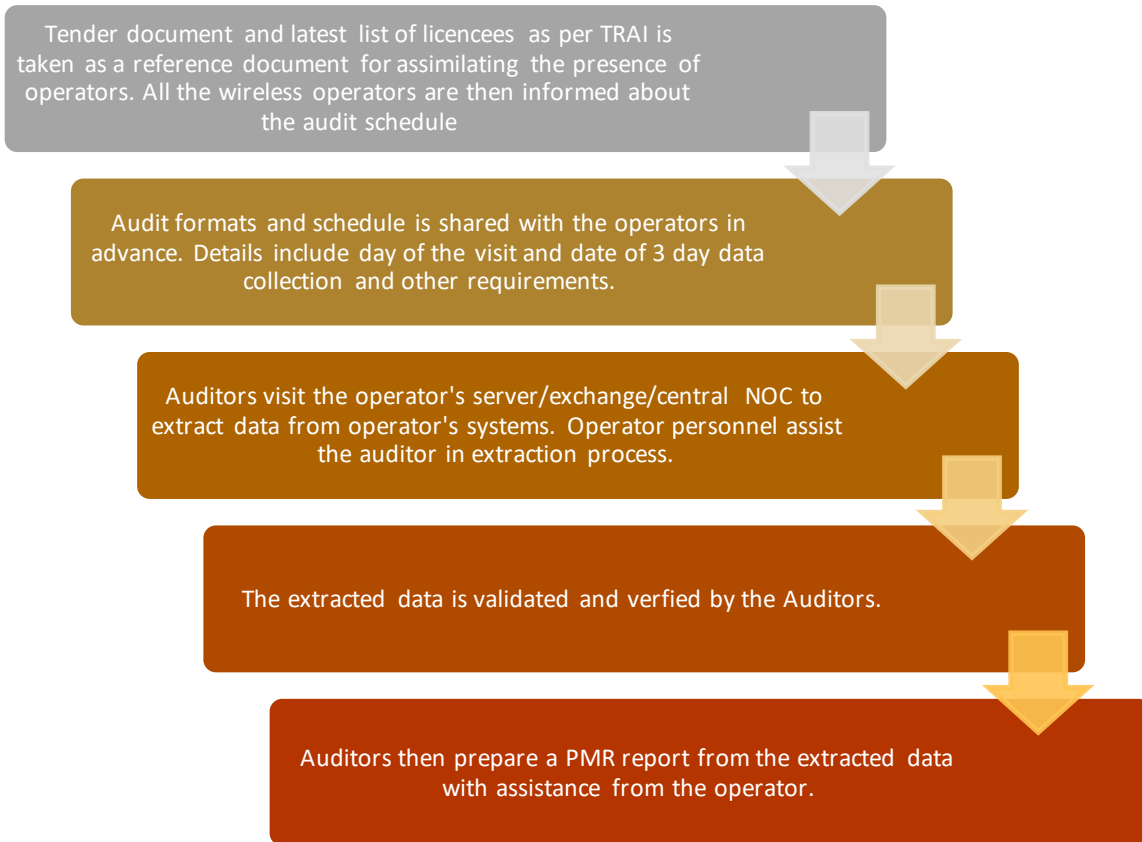 Tender document and latest list of licencees as per TRAI is
taken as a reference document for assimilating the presence of
operators. All the wireless operators are then informed about
the audit schedule
Audit formats and schedule is shared with the operators in
advance. Details include day of the visit and date of 3 day data
collection and other requirements.
Auditors visit the operator's server/exchange/central NOC to
extract data from operator's systems. Operator personnel assist
the auditor in extraction process.
The extracted data is validated and verfied by the Auditors.
Auditors then prepare a PMR report from the extracted data
with assistance from the operator.